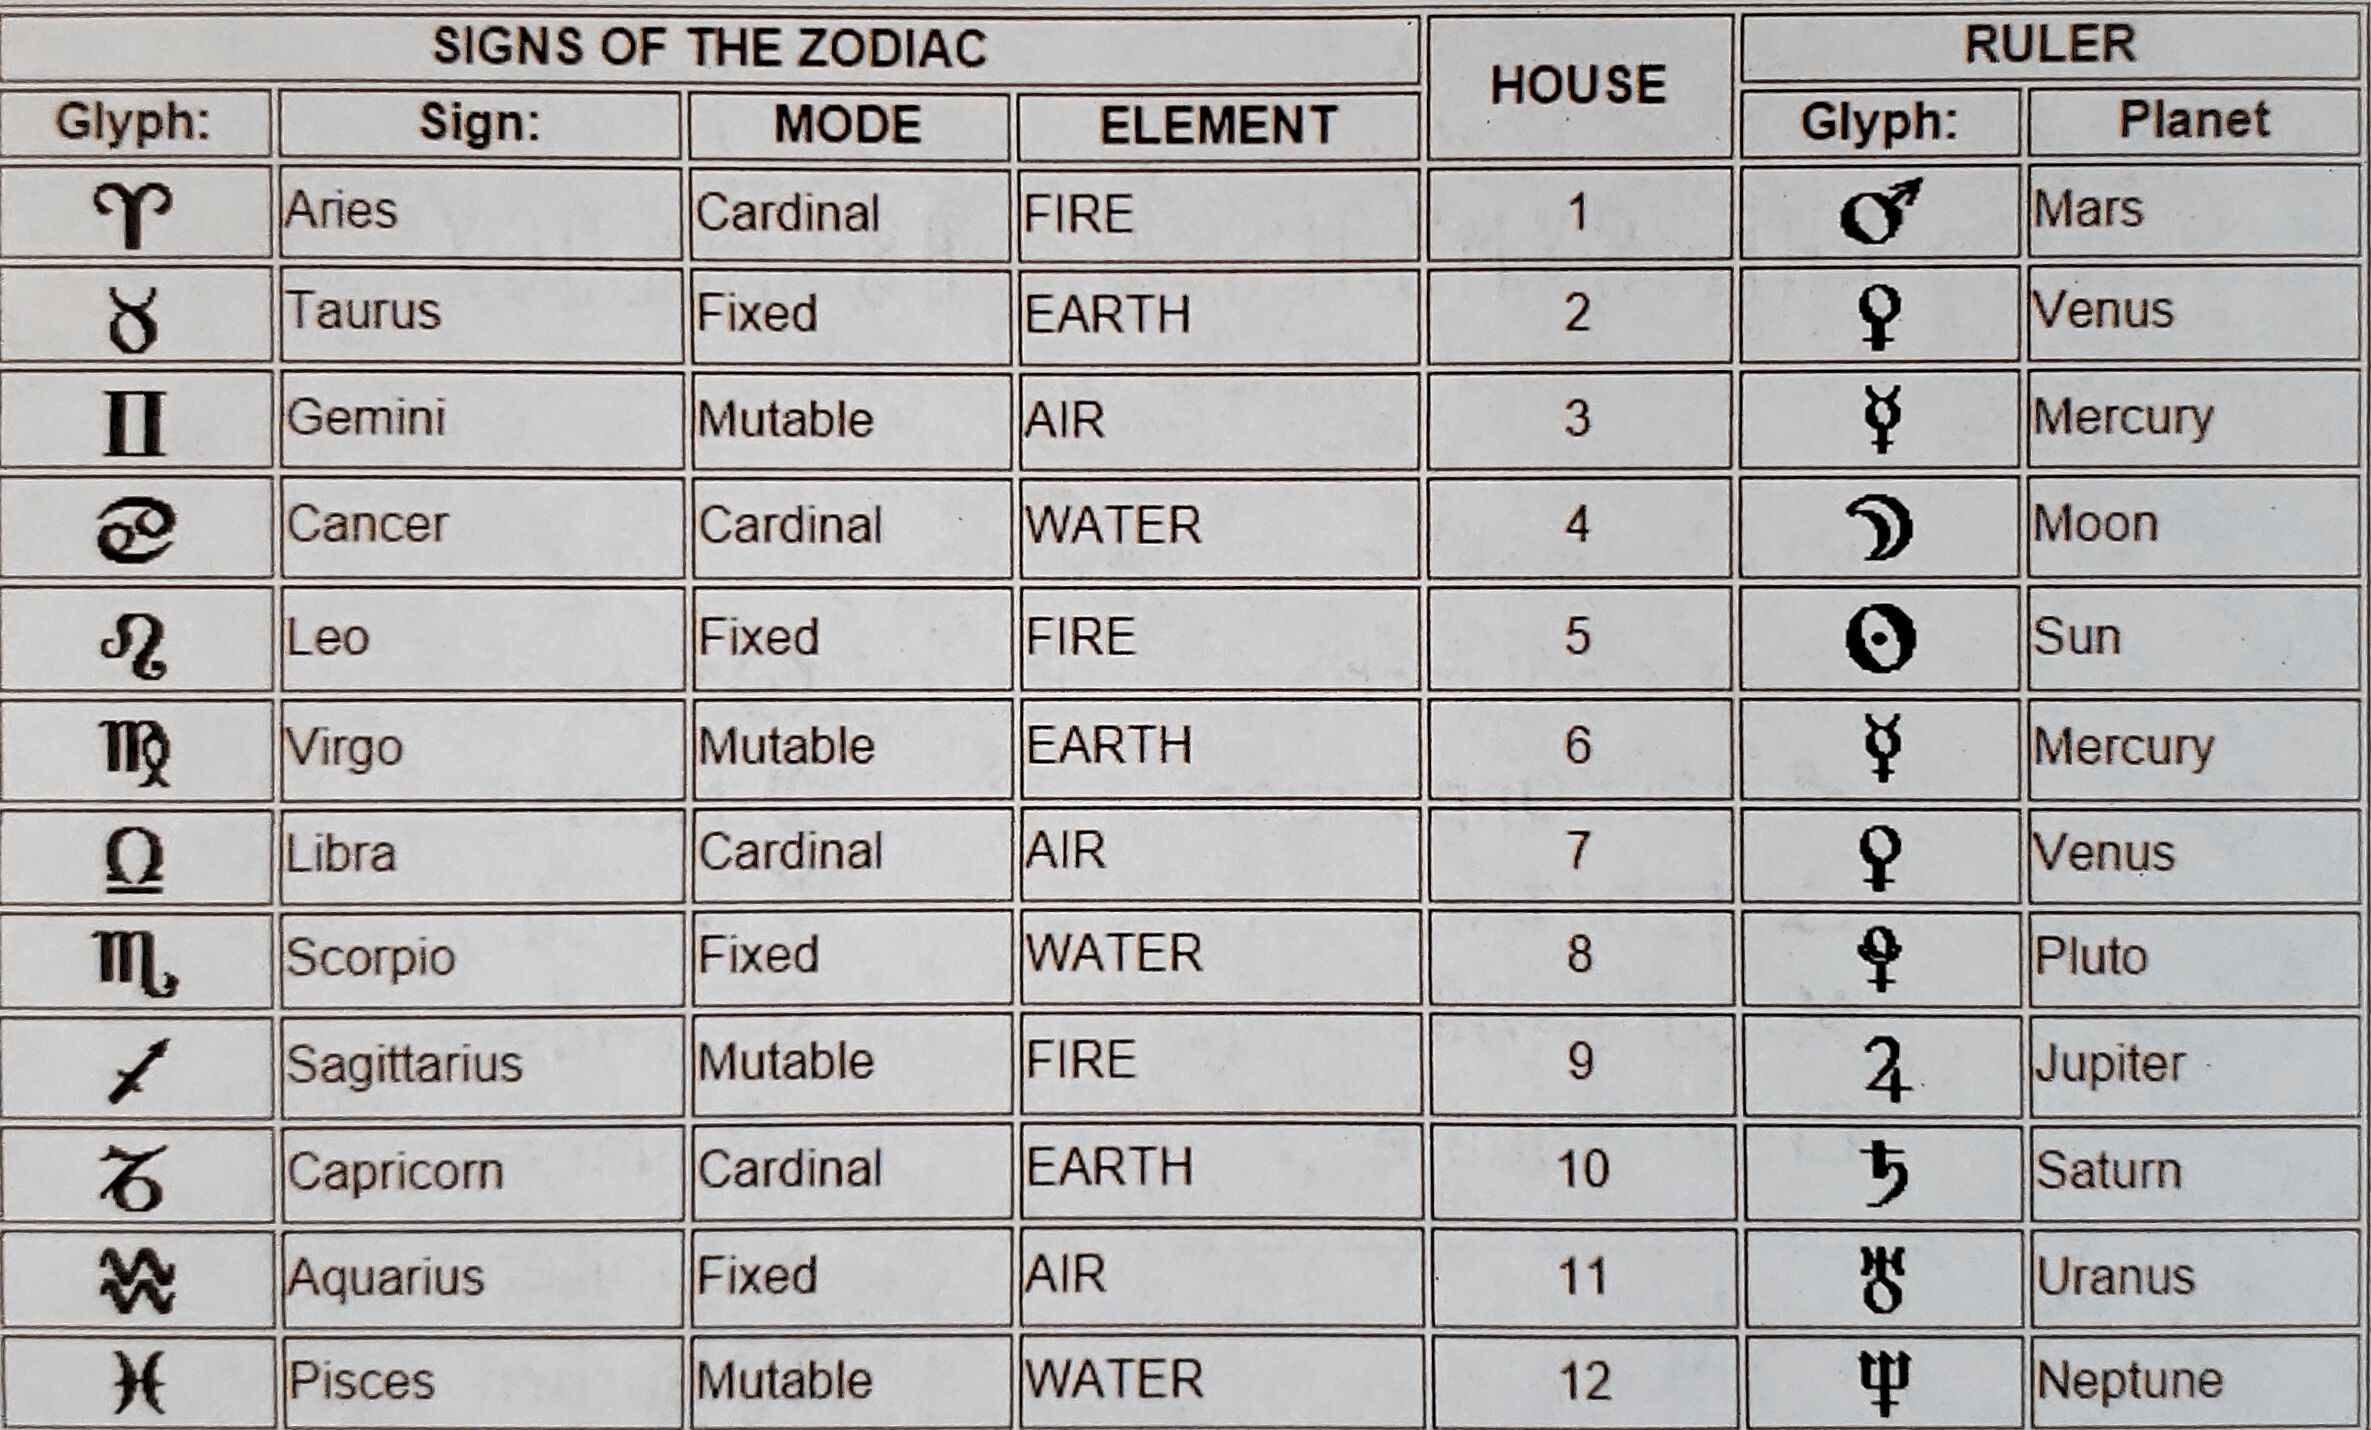 SIGNS OF THE ZODIAC HOUSE RULER
Glyph: Sign: MODE ELEMENT Glyph: Planet
♈ Aries Cardinal FIRE 1 ♂ Mars
♉ Taurus Fixed EARTH 2 ♀ Venus
♊ Gemini Mutable AIR 3 ☿ Mercury
♋ Cancer Cardinal WATER 4 ☽ Moon
♌ Leo Fixed FIRE 5 ☉ Sun
♍ Virgo Mutable EARTH 6 ☿ Mercury
♎ Libra Cardinal AIR 7 ♀ Venus
♏ Scorpio Fixed WATER 8 ♇ Pluto
♐ Sagittarius Mutable FIRE 9 ♃ Jupiter
♑ Capricorn Cardinal EARTH 10 ♄ Saturn
♒ Aquarius Fixed AIR 11 ♅ Uranus
♓ Pisces Mutable WATER 12 ♆ Neptune